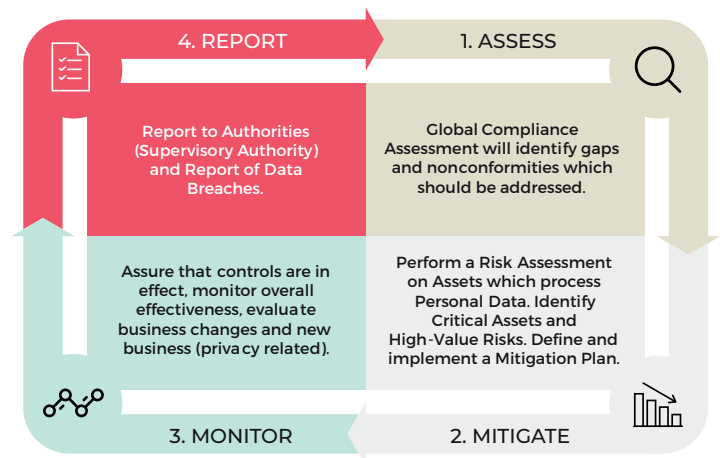 4. REPORT
1. ASSESS
Report to Authorities
(Supervisory Authority)
and Report of Data
Breaches.
Global Compliance
Assessment will identify gaps
and nonconformities which
should be addressed.
Assure that controls are in
effect, monitor overall
effectiveness, evaluate
business changes and new
business (privacy related).
Perform a Risk Assessment
on Assets which process
Personal Data. Identify
Critical Assets and
High-Value Risks. Define and
implement a Mitigation Plan.
3. MONITOR
2. MITIGATE